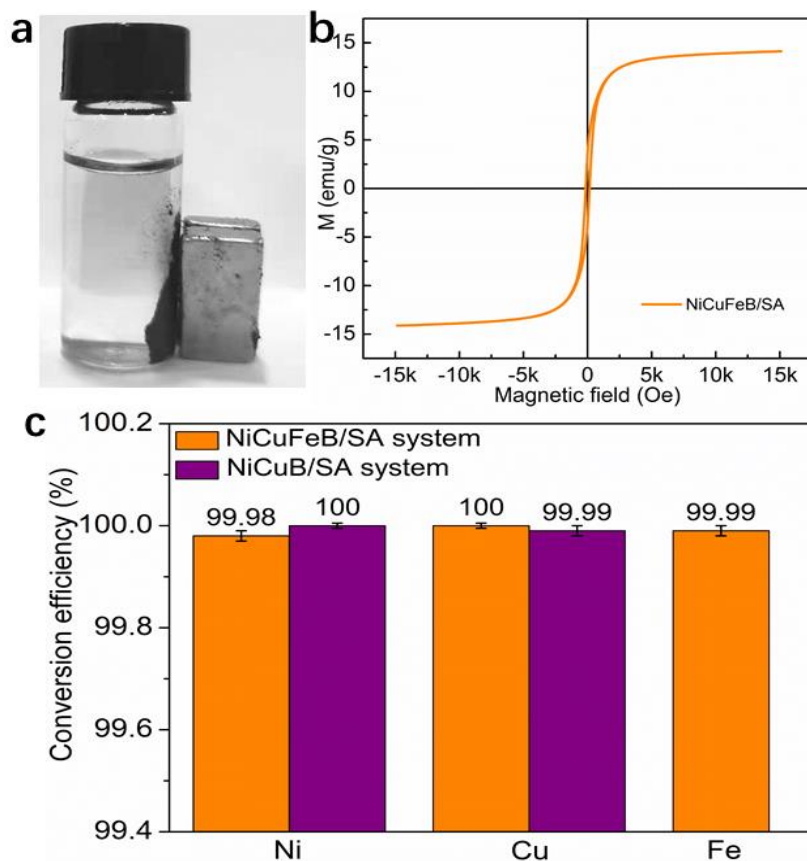 a
b
15
10
5
0
-5
-10
-15
M (emu/g)
NiCuFeB/SA
-15k -10k -5k 0 5k 10k 15k
Magnetic field (Oe)
c
100.2
100.0
99.8
99.6
99.4
Conversion efficiency (%)
NiCuFeB/SA system
NiCuB/SA system
99.98 100 100 99.99 99.99
Ni Cu Fe